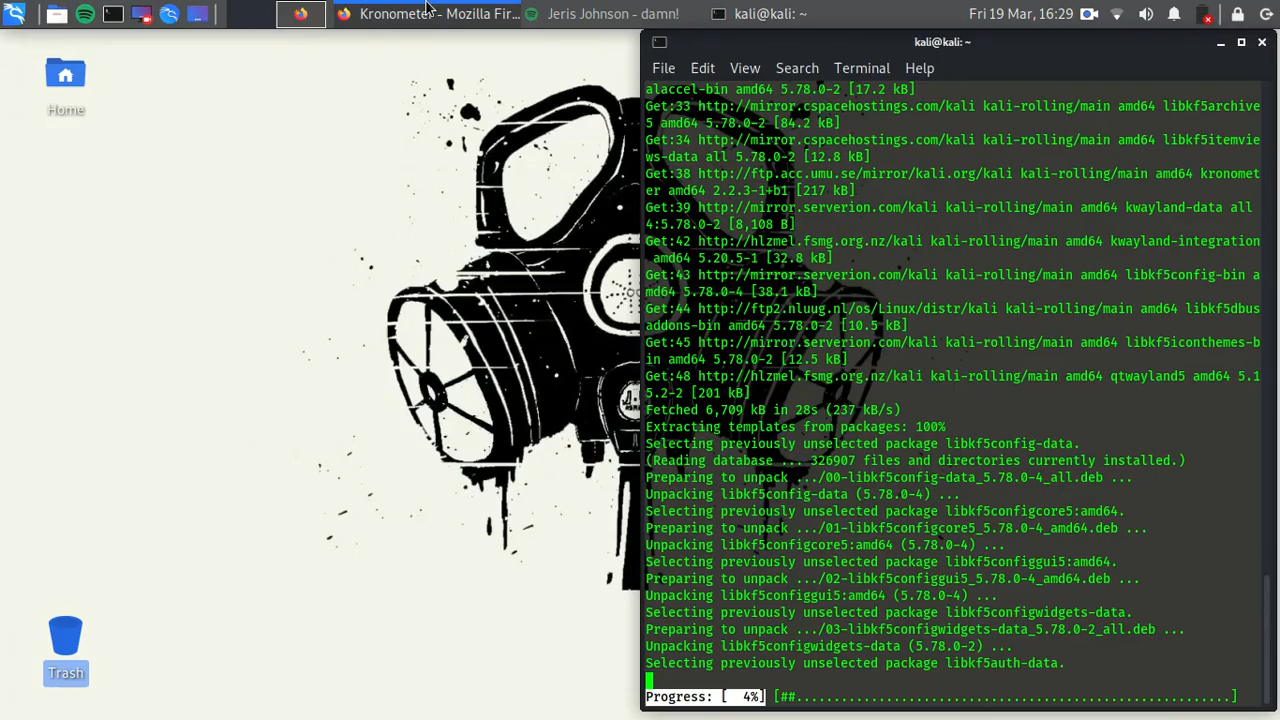 Kronometer - Mozilla Fir...
Jeris Johnson - damn!
kali@kali: ~
Fri 19 Mar, 16:29
Home
Trash
kali@kali: ~
File Edit View Search Terminal Help
alaccel-bin amd64 5.78.0-2 [17.2 kB]
Get:33 http://mirror.cspacehostings.com/kali kali-rolling/main amd64 libkf5archive
5 amd64 5.78.0-2 [84.2 kB]
Get:34 http://mirror.cspacehostings.com/kali kali-rolling/main amd64 libkf5itemvie
ws-data all 5.78.0-2 [12.8 kB]
Get:38 http://ftp.acc.umu.se/mirror/kali.org/kali kali-rolling/main amd64 kronomet
er amd64 2.2.3-1+b1 [217 kB]
Get:39 http://mirror.serverion.com/kali kali-rolling/main amd64 kwayland-data all
4:5.78.0-2 [8,108 B]
Get:42 http://hlzmel.fsmg.org.nz/kali kali-rolling/main amd64 kwayland-integration
amd64 5.20.5-1 [32.8 kB]
Get:43 http://mirror.serverion.com/kali kali-rolling/main amd64 libkf5config-bin a
md64 5.78.0-4 [38.1 kB]
Get:44 http://ftp2.nluug.nl/os/Linux/distr/kali kali-rolling/main amd64 libkf5dbus
addons-bin amd64 5.78.0-2 [10.5 kB]
Get:45 http://mirror.serverion.com/kali kali-rolling/main amd64 libkf5iconthemes-b
in amd64 5.78.0-2 [12.5 kB]
Get:48 http://hlzmel.fsmg.org.nz/kali kali-rolling/main amd64 qtwayland5 amd64 5.1
5.2-2 [201 kB]
Fetched 6,709 kB in 28s (237 kB/s)
Extracting templates from packages: 100%
Selecting previously unselected package libkf5config-data.
(Reading database ... 326907 files and directories currently installed.)
Preparing to unpack .../00-libkf5config-data_5.78.0-4_all.deb ...
Unpacking libkf5config-data (5.78.0-4) ...
Selecting previously unselected package libkf5configcore5:amd64.
Preparing to unpack .../01-libkf5configcore5_5.78.0-4_amd64.deb ...
Unpacking libkf5configcore5:amd64 (5.78.0-4) ...
Selecting previously unselected package libkf5configgui5:amd64.
Preparing to unpack .../02-libkf5configgui5_5.78.0-4_amd64.deb ...
Unpacking libkf5configgui5:amd64 (5.78.0-4) ...
Selecting previously unselected package libkf5configwidgets-data.
Preparing to unpack .../03-libkf5configwidgets-data_5.78.0-2_all.deb ...
Unpacking libkf5configwidgets-data (5.78.0-2) ...
Selecting previously unselected package libkf5auth-data.
Progress: [  4%] [##........................................................]